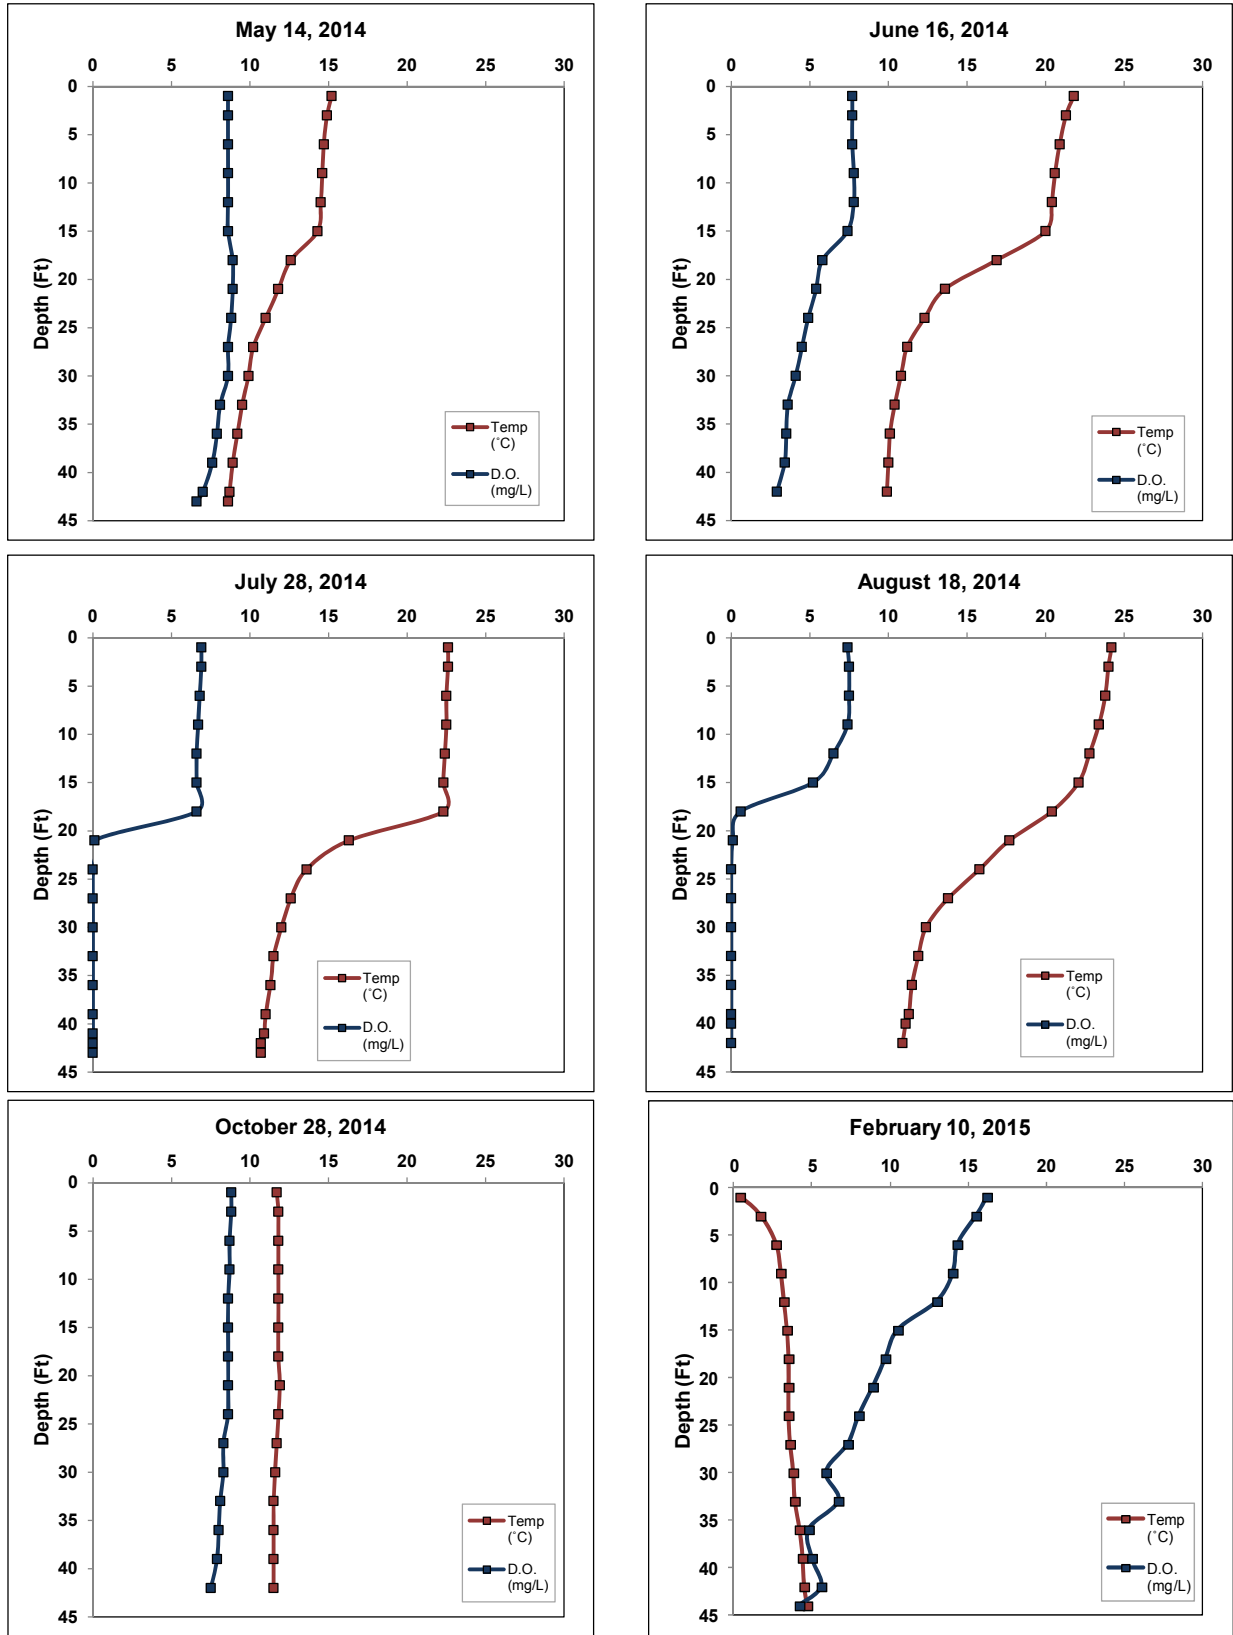 May 14, 2014
0 5 10 15 20 25 30
0
5
10
15
20
25
30
35
40
45
Depth (Ft)
Temp
(˚C)
D.O.
(mg/L)
June 16, 2014
0 5 10 15 20 25 30
0
5
10
15
20
25
30
35
40
45
Depth (Ft)
Temp
(˚C)
D.O.
(mg/L)
July 28, 2014
0 5 10 15 20 25 30
0
5
10
15
20
25
30
35
40
45
Depth (Ft)
Temp
(˚C)
D.O.
(mg/L)
August 18, 2014
0 5 10 15 20 25 30
0
5
10
15
20
25
30
35
40
45
Depth (Ft)
Temp
(˚C)
D.O.
(mg/L)
October 28, 2014
0 5 10 15 20 25 30
0
5
10
15
20
25
30
35
40
45
Depth (Ft)
Temp
(˚C)
D.O.
(mg/L)
February 10, 2015
0 5 10 15 20 25 30
0
5
10
15
20
25
30
35
40
45
Depth (Ft)
Temp
(˚C)
D.O.
(mg/L)